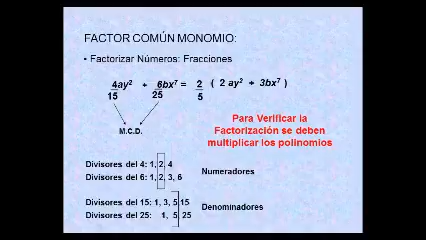 FACTOR COMÚN MONOMIO:
• Factorizar Números: Fracciones
4ay² + 6bx⁷ = 2 ( 2 ay² + 3bx⁷ )
15 25 5
M.C.D.
Para Verificar la
Factorización se deben
multiplicar los polinomios
Divisores del 4: 1, 2, 4
Divisores del 6: 1, 2, 3, 6
Numeradores
Divisores del 15: 1, 3, 5, 15
Divisores del 25: 1, 5, 25
Denominadores